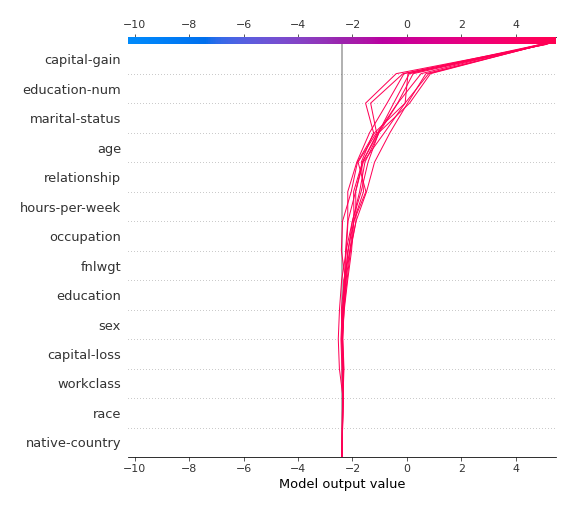 −10 −8 −6 −4 −2 0 2 4
capital-gain
education-num
marital-status
age
relationship
hours-per-week
occupation
fnlwgt
education
sex
capital-loss
workclass
race
native-country
−10 −8 −6 −4 −2 0 2 4
Model output value